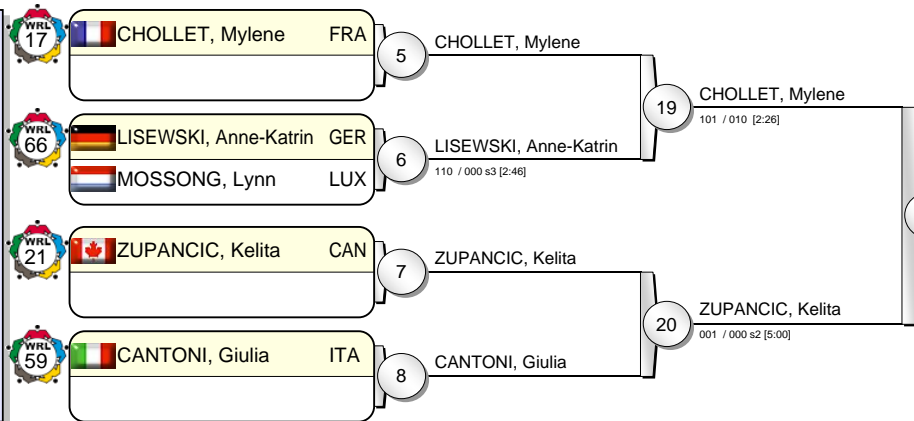 WRL 17 CHOLLET, Mylene FRA
5 CHOLLET, Mylene
19 CHOLLET, Mylene
101 / 010 [2:26]
WRL 66 LISEWSKI, Anne-Katrin GER
MOSSONG, Lynn LUX
6 LISEWSKI, Anne-Katrin
110 / 000 s3 [2:46]
WRL 21 ZUPANCIC, Kelita CAN
7 ZUPANCIC, Kelita
20 ZUPANCIC, Kelita
001 / 000 s2 [5:00]
WRL 59 CANTONI, Giulia ITA
8 CANTONI, Giulia